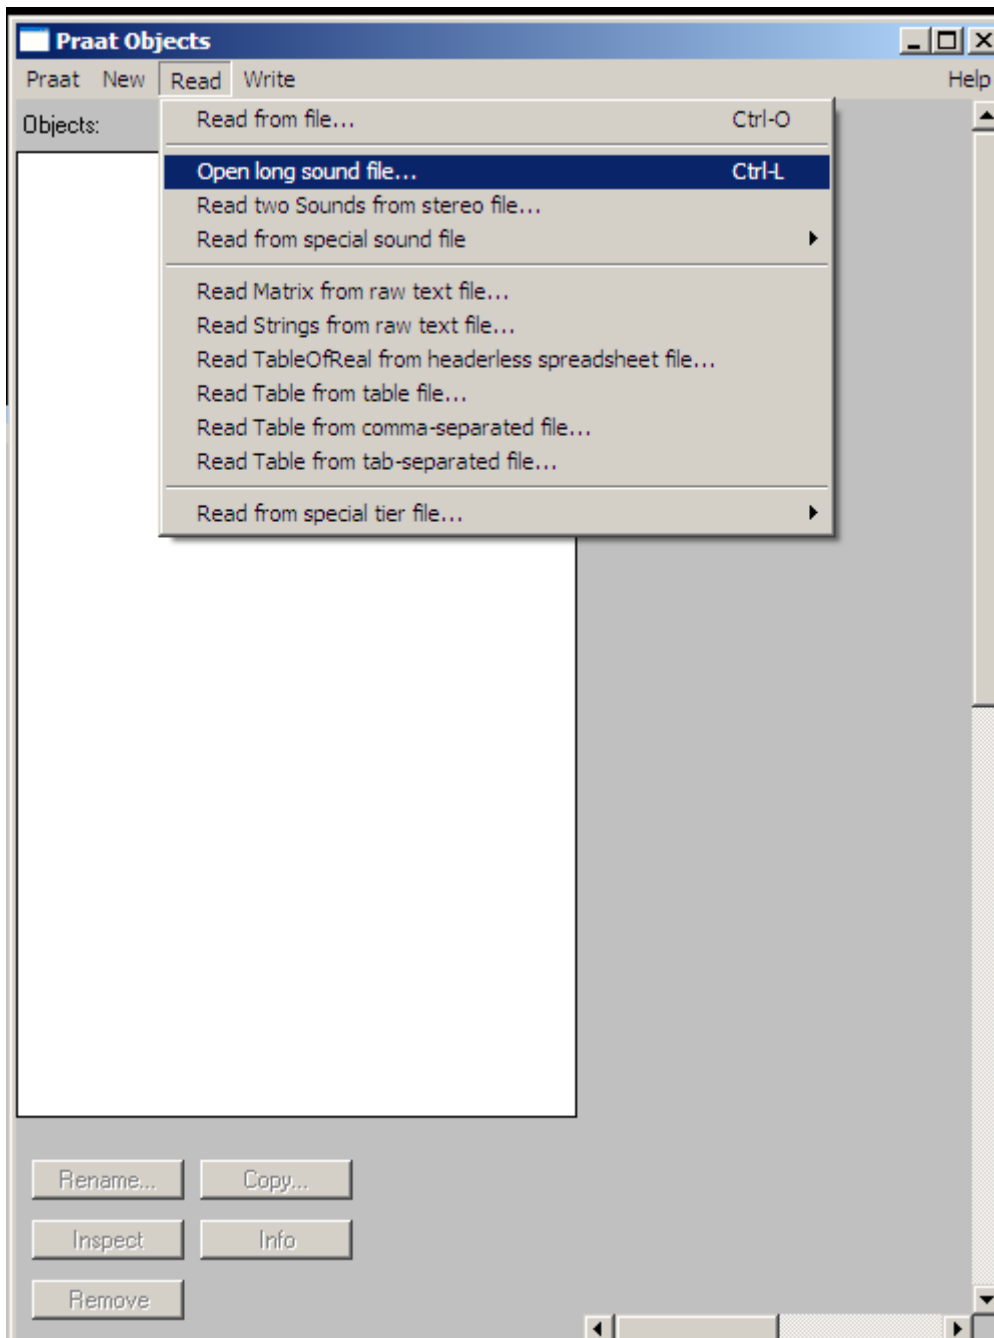 Praat Objects
Praat New Read Write Help
Objects:
Read from file... Ctrl-O
Open long sound file... Ctrl-L
Read two Sounds from stereo file...
Read from special sound file
Read Matrix from raw text file...
Read Strings from raw text file...
Read TableOfReal from headerless spreadsheet file...
Read Table from table file...
Read Table from comma-separated file...
Read Table from tab-separated file...
Read from special tier file...
Rename... Copy...
Inspect Info
Remove